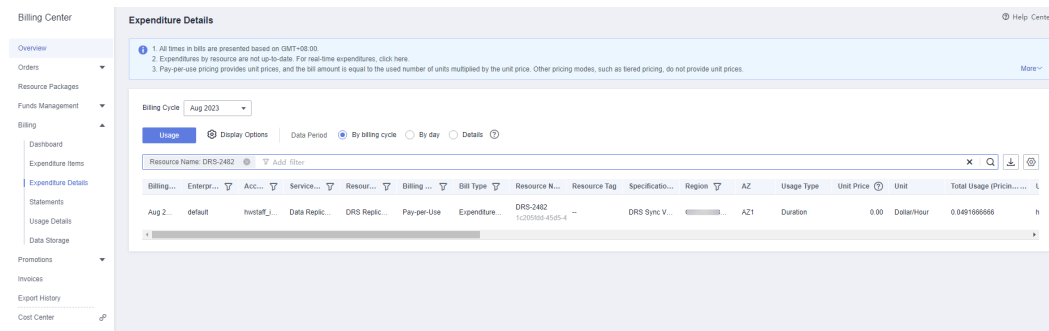 Billing Center
Overview
Orders
Resource Packages
Funds Management
Billing
Dashboard
Expenditure Items
Expenditure Details
Statements
Usage Details
Data Storage
Promotions
Invoices
Export History
Cost Center
Expenditure Details
Help Cente
1. All times in bills are presented based on GMT+08:00.
2. Expenditures by resource are not up-to-date. For real-time expenditures, click here.
3. Pay-per-use pricing provides unit prices, and the bill amount is equal to the used number of units multiplied by the unit price. Other pricing modes, such as tiered pricing, do not provide unit prices.
More
Billing Cycle Aug 2023
Usage Display Options Data Period By billing cycle By day Details
Resource Name: DRS-2482 Add filter
Billing... Enterpr... Acc... Service... Resour... Billing ... Bill Type Resource N... Resource Tag Specificatio... Region AZ Usage Type Unit Price Unit Total Usage (Pricin... ... U
Aug 2... default hwstaff_i... Data Replic... DRS Replic... Pay-per-Use Expenditure... DRS-2482 -- DRS Sync V... AZ1 Duration 0.00 Dollar/Hour 0.0491666666 h
1c205fdd-45d5-4